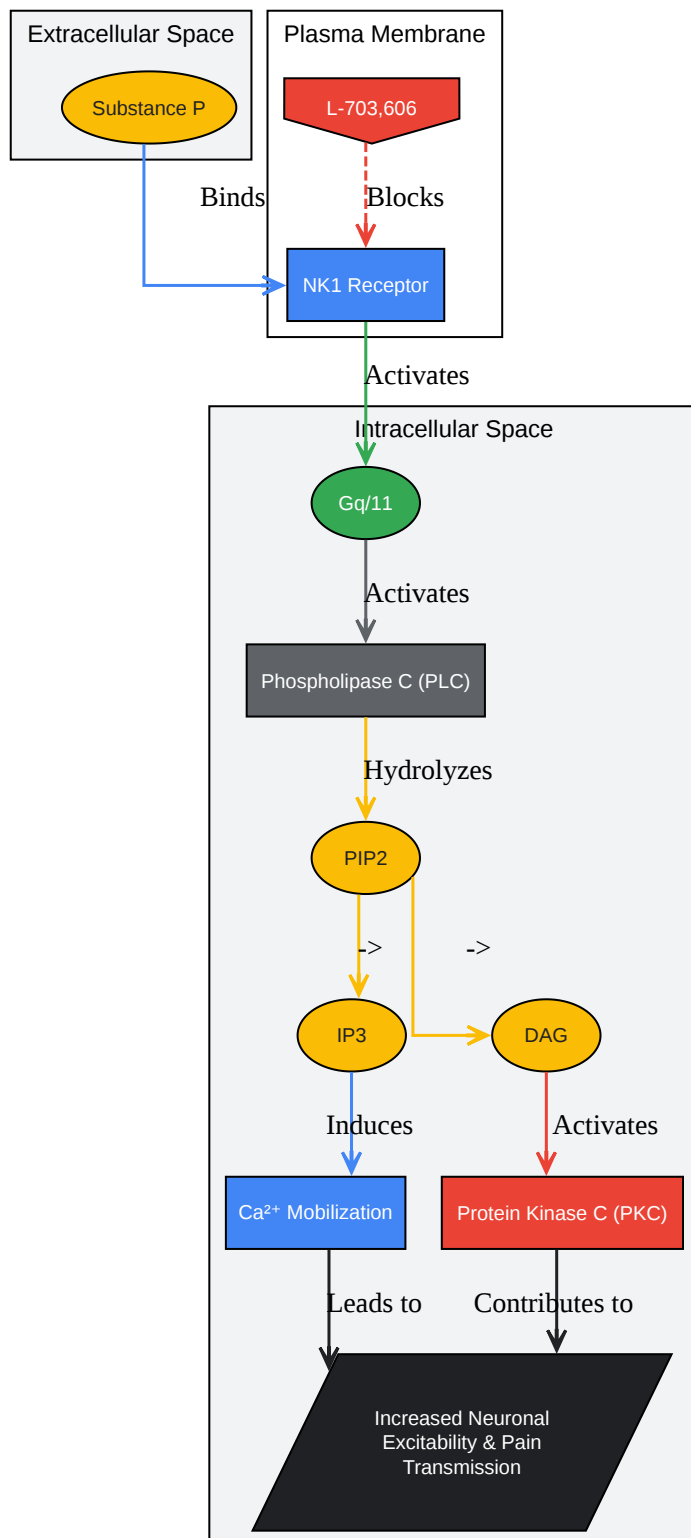 Extracellular Space
Plasma Membrane
Substance P
L-703,606
Binds
Blocks
NK1 Receptor
Activates
Intracellular Space
Gq/11
Activates
Phospholipase C (PLC)
Hydrolyzes
PIP2
->
->
IP3
DAG
Induces
Activates
Ca²⁺ Mobilization
Protein Kinase C (PKC)
Leads to
Contributes to
Increased Neuronal
Excitability & Pain
Transmission